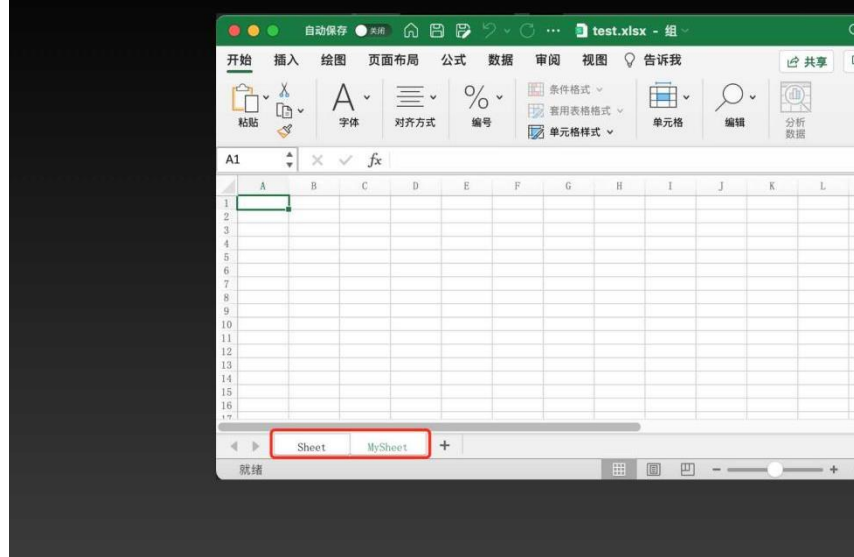 自动保存 关闭 test.xlsx - 组
开始 插入 绘图 页面布局 公式 数据 审阅 视图 告诉我 共享
粘贴 字体 对齐方式 编号 条件格式 套用表格格式 单元格样式 单元格 编辑 分析数据
A1 fx
A B C D E F G H I J K L
1
2
3
4
5
6
7
8
9
10
11
12
13
14
15
16
17
Sheet MySheet +
就绪